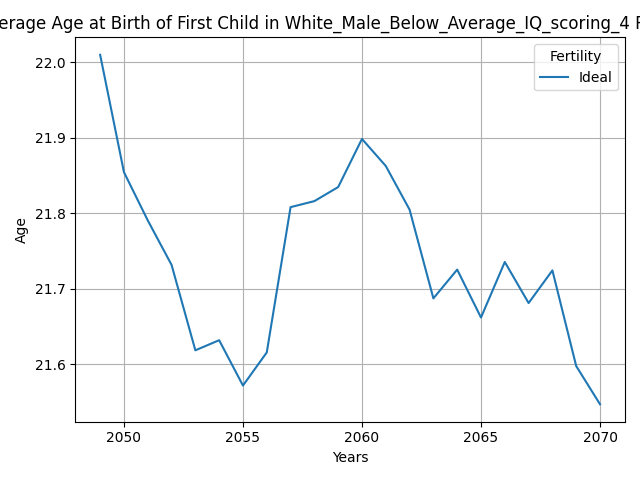 erage Age at Birth of First Child in White_Male_Below_Average_IQ_scoring_4
Fertility
Ideal
22.0
21.9
21.8
21.7
21.6
Age
2050 2055 2060 2065 2070
Years